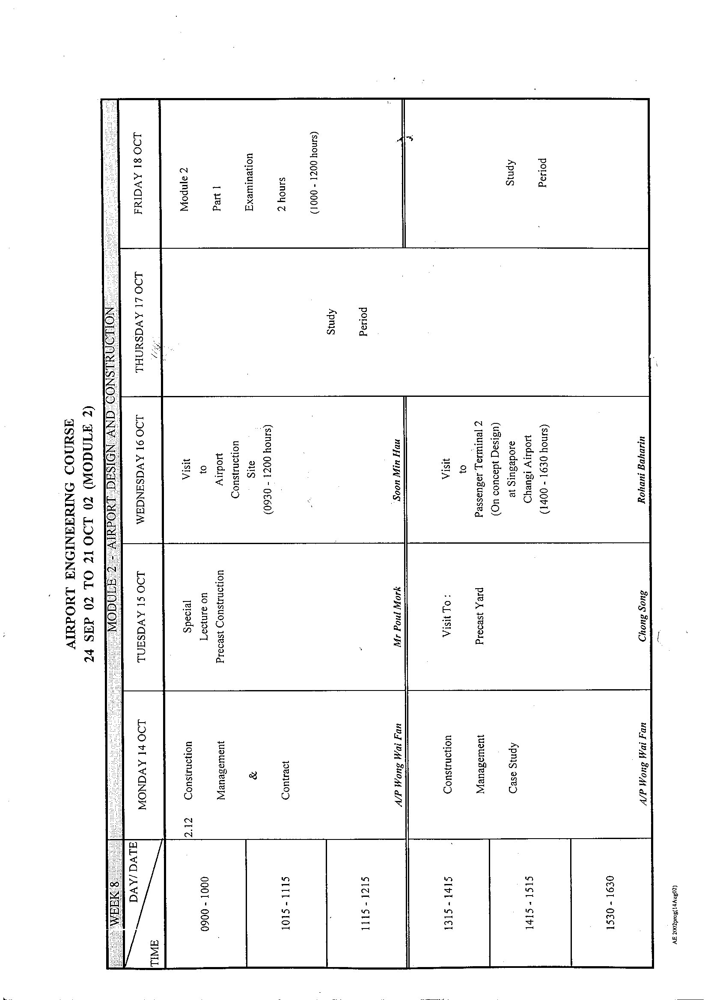 AIRPORT ENGINEERING COURSE
24 SEP 02 TO 21 OCT 02 (MODULE 2)
WEEK 8
MODULE 2 - AIRPORT DESIGN AND CONSTRUCTION
DAY/ DATE
TIME
MONDAY 14 OCT
TUESDAY 15 OCT
WEDNESDAY 16 OCT
THURSDAY 17 OCT
FRIDAY 18 OCT
0900 - 1000
1015 - 1115
1115 - 1215
2.12 Construction
Management
&
Contract
A/P Wong Wai Fan
Special
Lecture on
Precast Construction
Mr Poul Mork
Visit
to
Airport
Construction
Site
(0930 - 1200 hours)
Soon Min Hau
Study
Period
Module 2
Part 1
Examination
2 hours
(1000 - 1200 hours)
1315 - 1415
1415 - 1515
1530 - 1630
Construction
Management
Case Study
A/P Wong Wai Fan
Visit To :
Precast Yard
Chong Song
Visit
to
Passenger Terminal 2
(On concept Design)
at Singapore
Changi Airport
(1400 - 1630 hours)
Rohani Baharin
Study
Period
AE 2002prog(14Aug02)